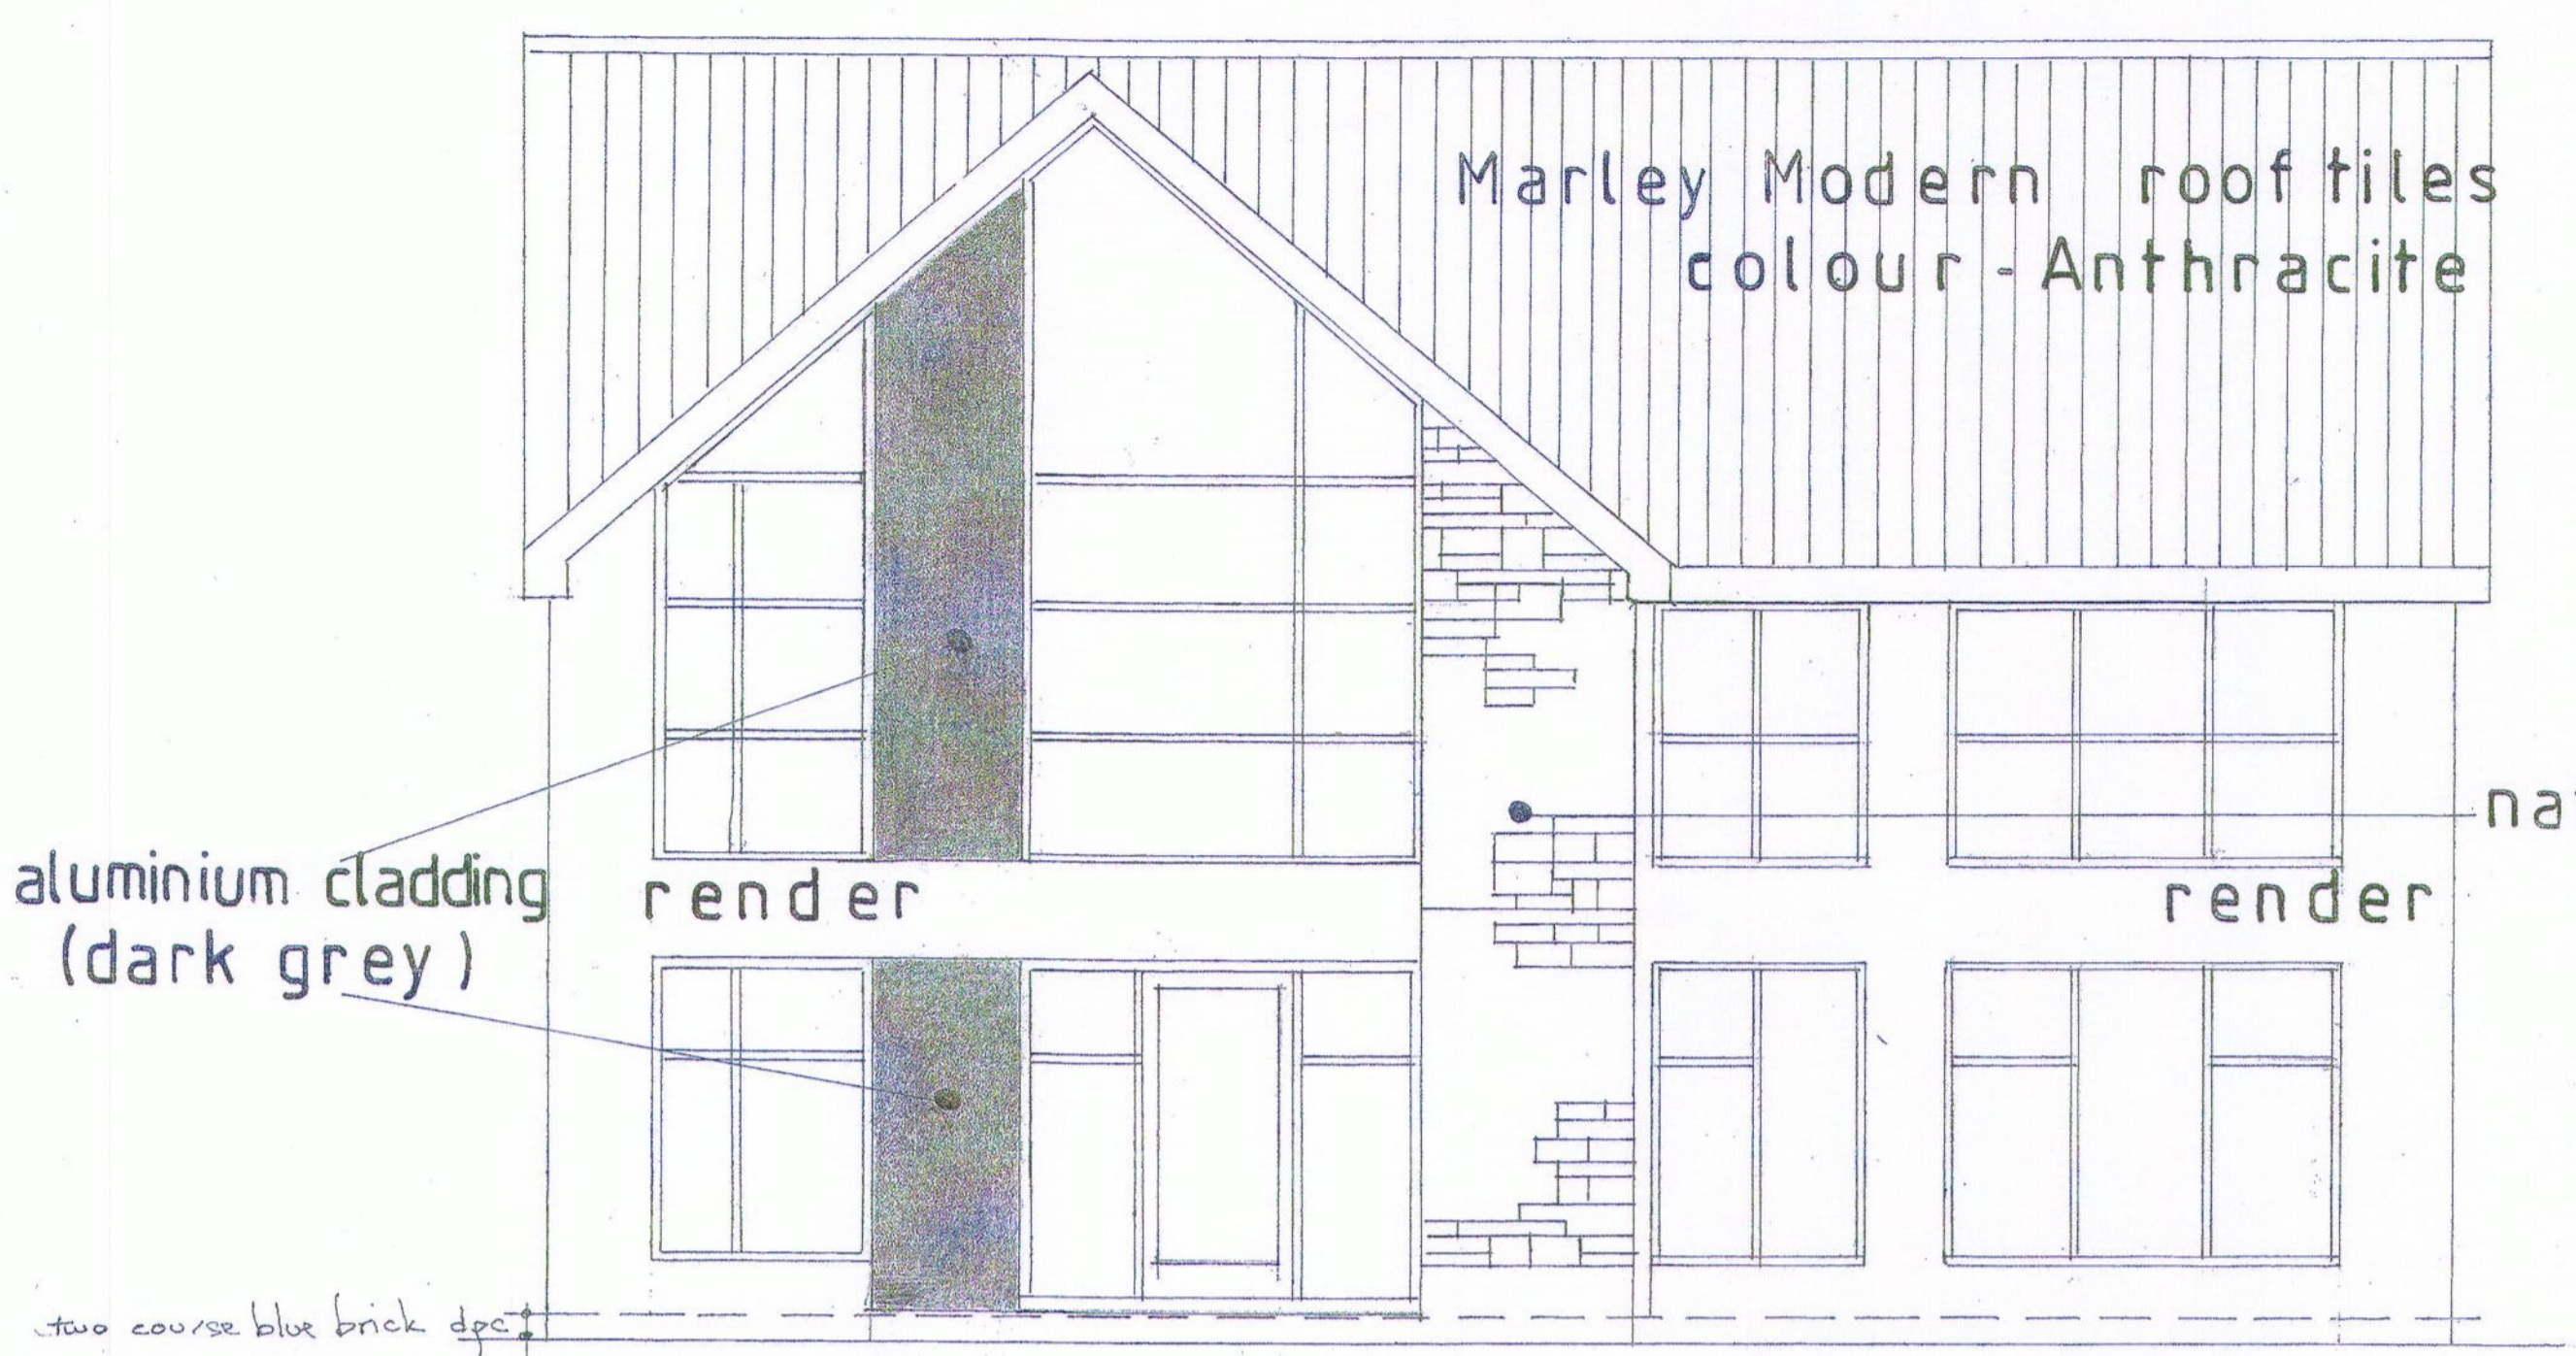 Marley Modern roof tiles
colour - Anthracite
aluminium cladding
(dark grey)
render
render
two course blue brick dpc